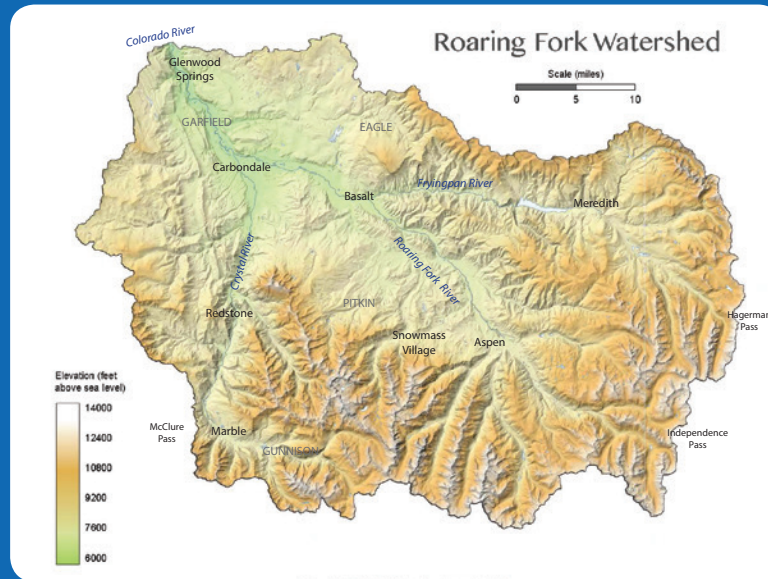 Roaring Fork Watershed
Scale (miles)
0 5 10
Colorado River
Glenwood
Springs
GARFIELD
EAGLE
Carbondale
Basalt
Fryingpan River
Meredith
Crystal River
Roaring Fork River
Redstone
PITKIN
Snowmass
Village
Aspen
Hagerman
Pass
Elevation (feet
above sea level)
14000
12400
10800
9200
7600
6000
McClure
Pass
Marble
GUNNISON
Independence
Pass